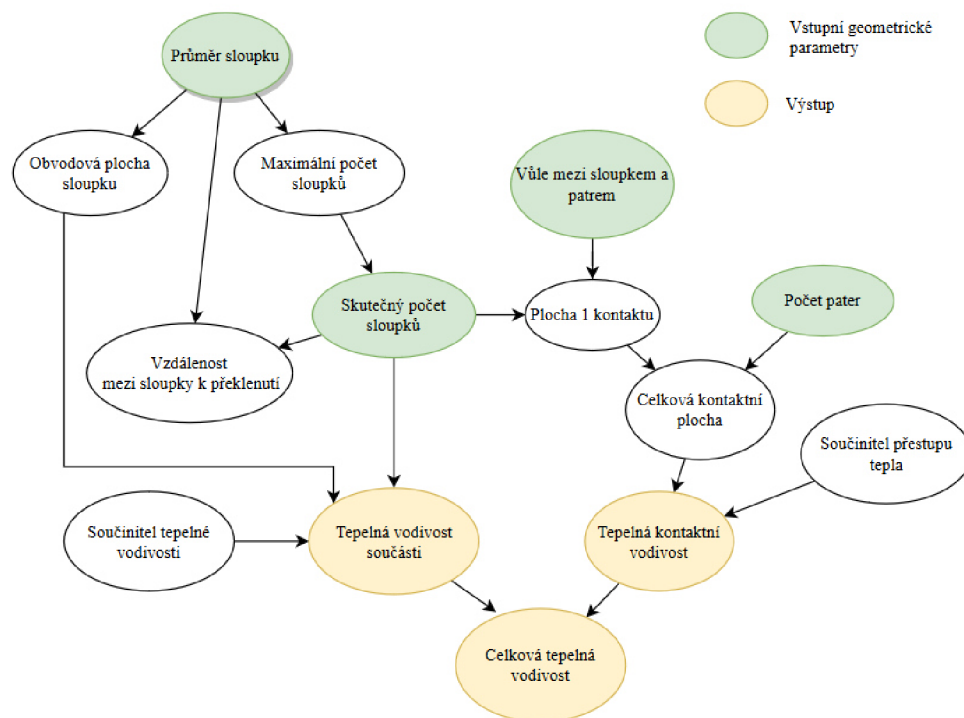 Vstupní geometrické
parametry
Průměr sloupku
Výstup
Obvodová plocha
sloupku
Maximální počet
sloupků
Vůle mezi sloupkem a
patrem
Skutečný počet
sloupků
Plocha 1 kontaktu
Počet pater
Vzdálenost
mezi sloupky k překlenutí
Celková kontaktní
plocha
Součinitel přestupu
tepla
Součinitel tepelné
vodivosti
Tepelná vodivost
součásti
Tepelná kontaktní
vodivost
Celková tepelná
vodivost